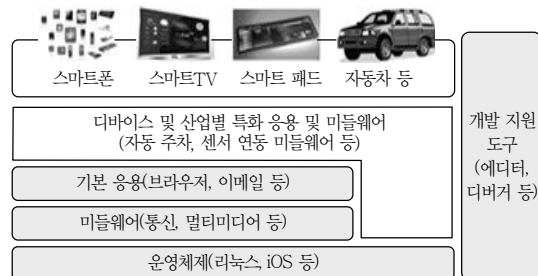 스마트폰 스마트TV 스마트 패드 자동차 등
디바이스 및 산업별 특화 응용 및 미들웨어
(자동 주차, 센서 연동 미들웨어 등)
기본 응용(브라우저, 이메일 등)
미들웨어(통신, 멀티미디어 등)
운영체제(리눅스, iOS 등)
개발 지원
도구
(에디터,
디버거 등)